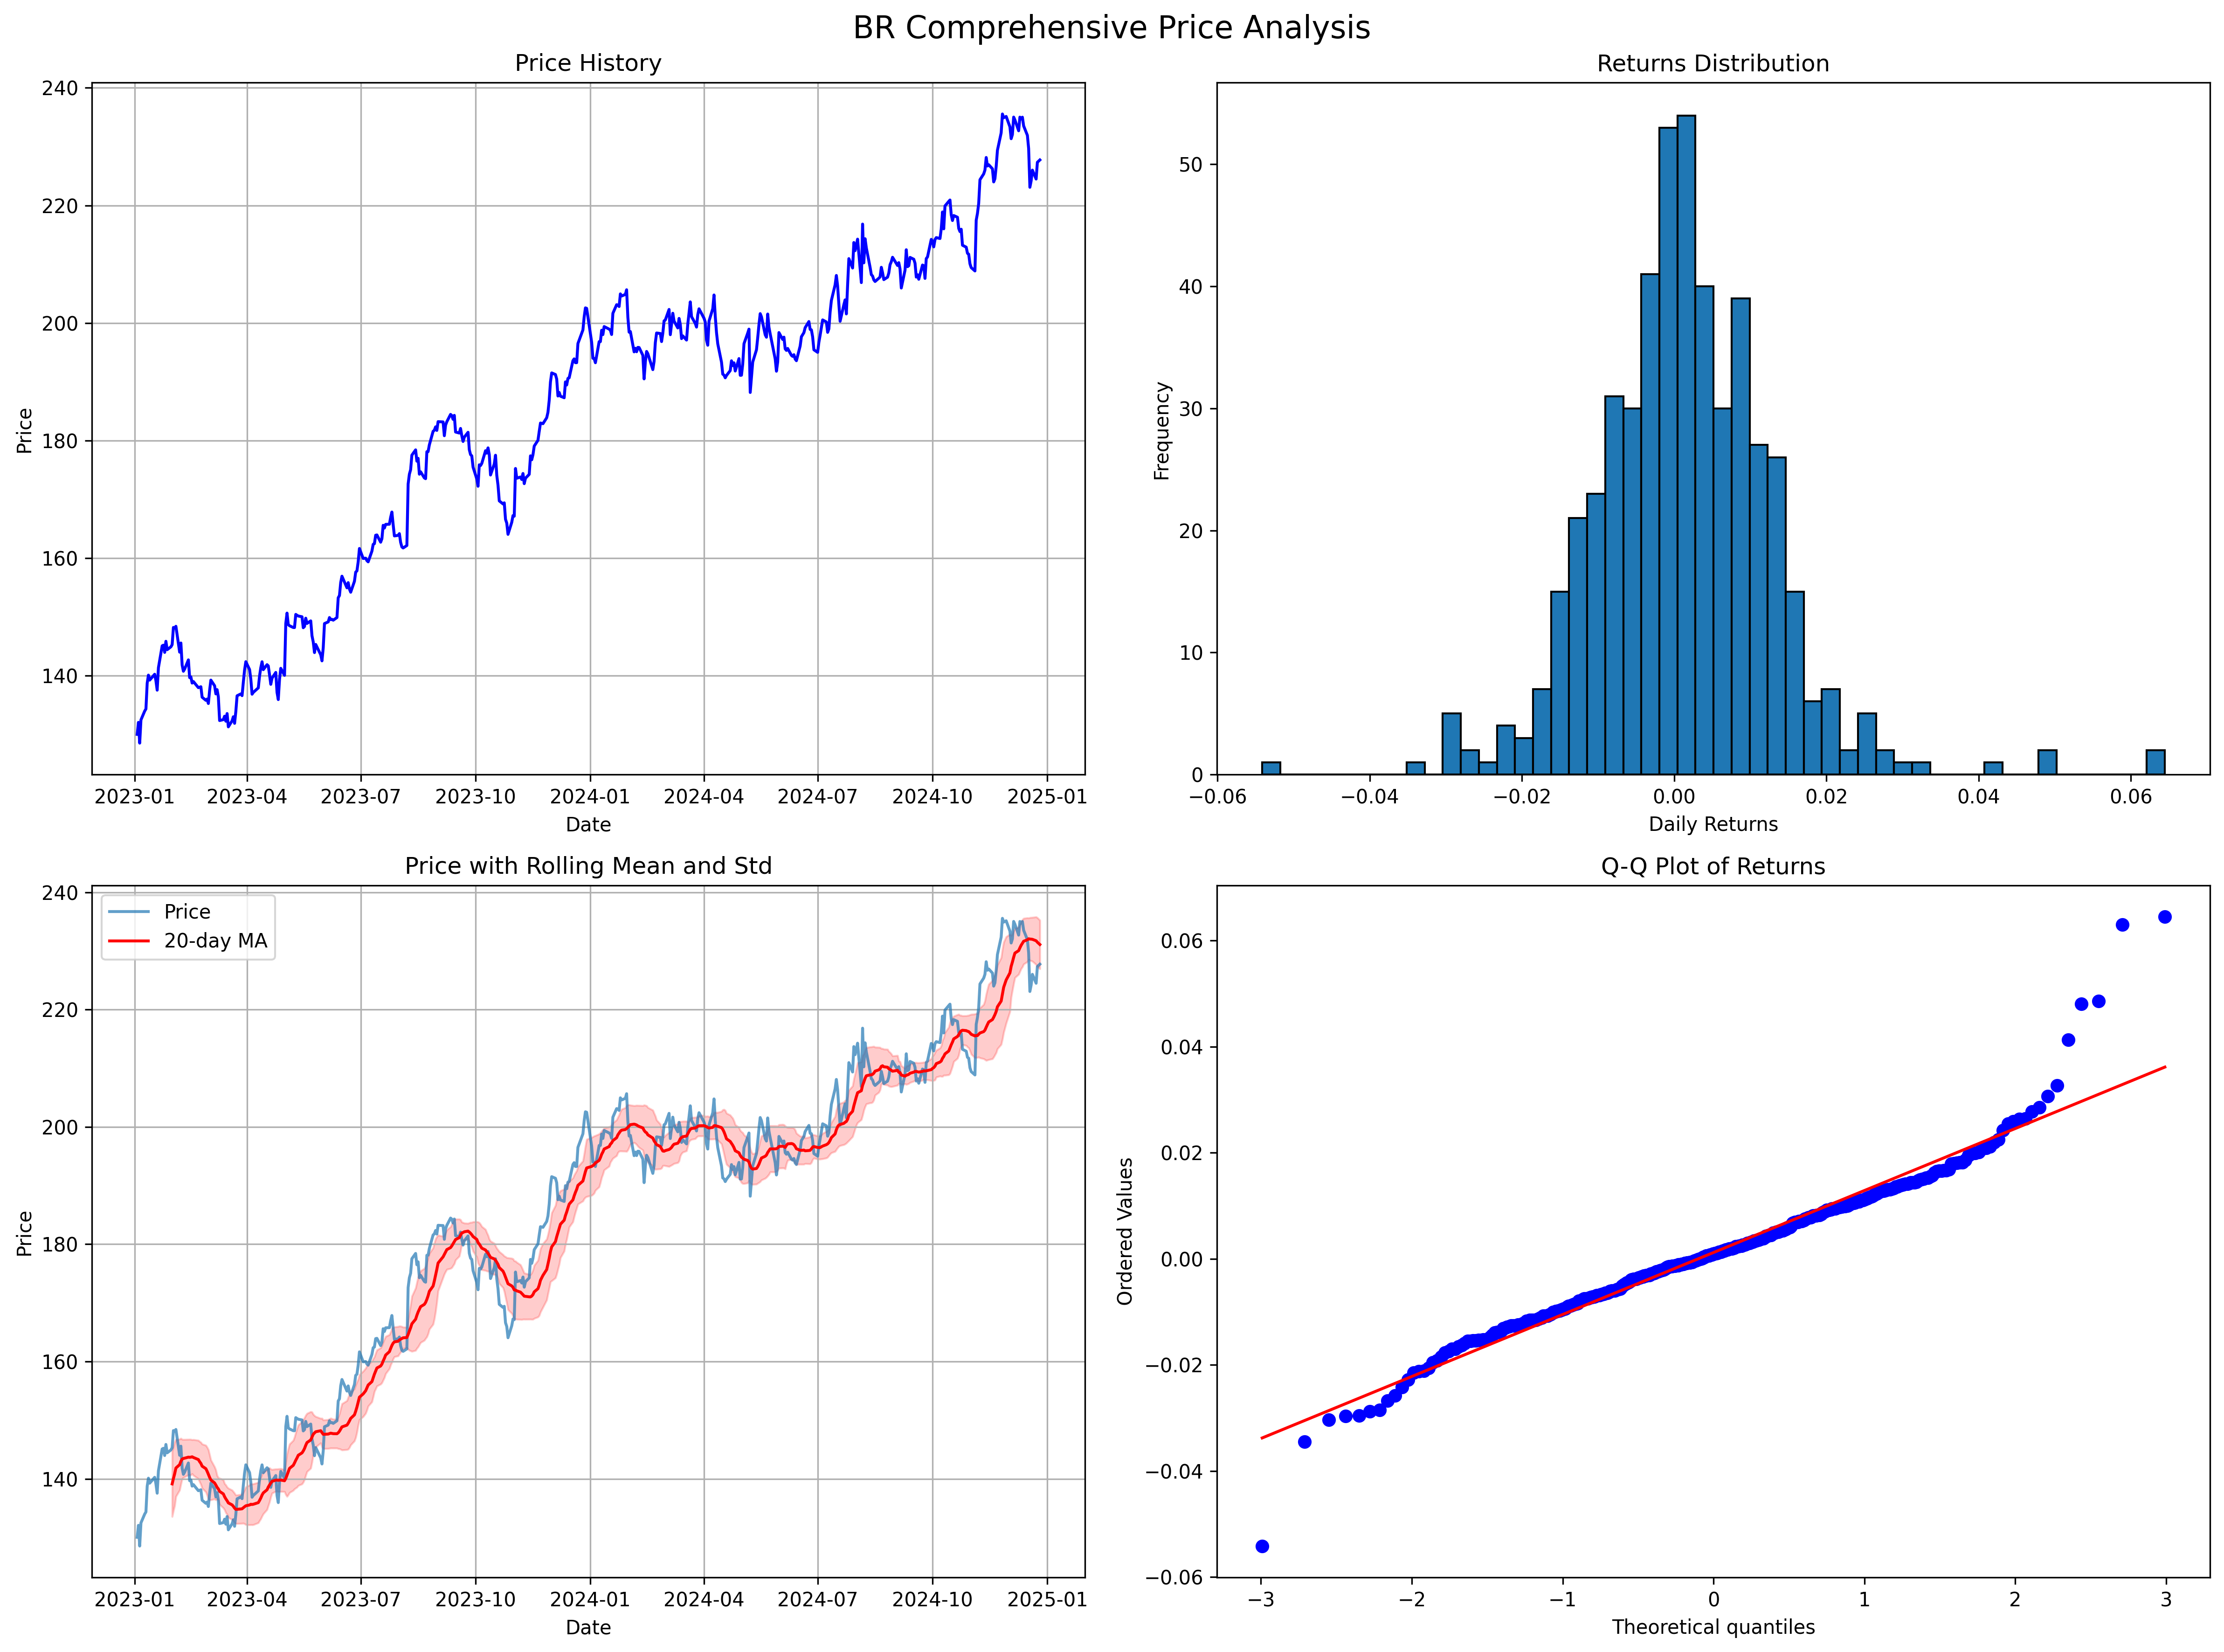 BR Comprehensive Price Analysis
Price History
240
220
200
180
160
140
Price
2023-01 2023-04 2023-07 2023-10 2024-01 2024-04 2024-07 2024-10 2025-01
Date
Returns Distribution
50
40
30
20
10
0
Frequency
−0.06 −0.04 −0.02 0.00 0.02 0.04 0.06
Daily Returns
Price with Rolling Mean and Std
Price
20-day MA
240
220
200
180
160
140
Price
2023-01 2023-04 2023-07 2023-10 2024-01 2024-04 2024-07 2024-10 2025-01
Date
Q-Q Plot of Returns
0.06
0.04
0.02
0.00
−0.02
−0.04
−0.06
Ordered Values
−3 −2 −1 0 1 2 3
Theoretical quantiles